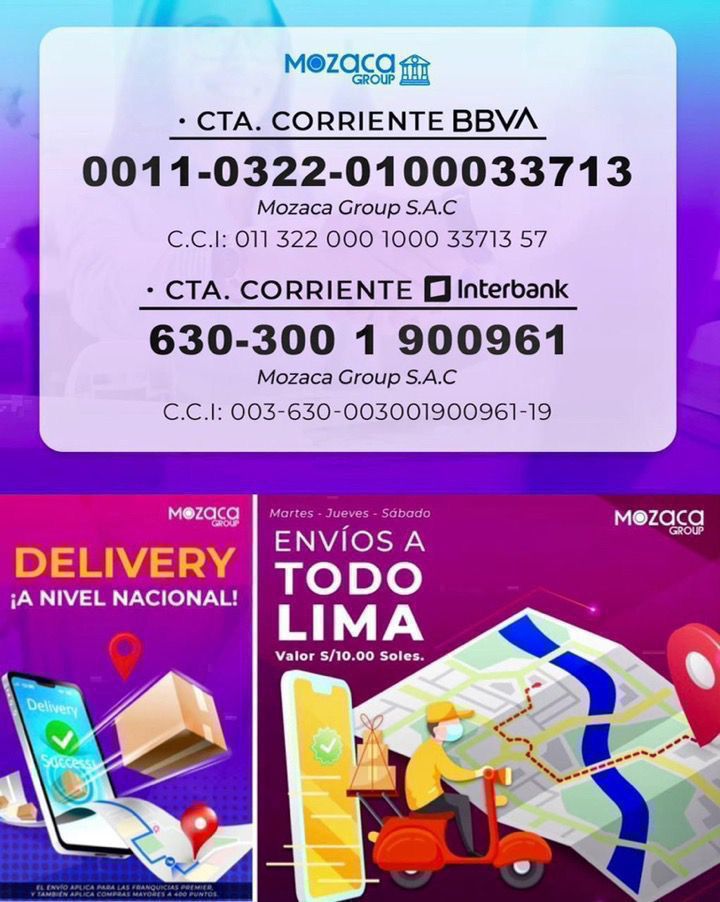 MOZACA
GROUP
• CTA. CORRIENTE BBVA
0011-0322-0100033713
Mozaca Group S.A.C
C.C.I: 011 322 000 1000 33713 57
• CTA. CORRIENTE Interbank
630-300 1 900961
Mozaca Group S.A.C
C.C.I: 003-630-003001900961-19
MOZACA
GROUP
DELIVERY
¡A NIVEL NACIONAL!
Delivery
Success
EL ENVÍO APLICA PARA LAS FRANQUICIAS PREMIER,
Y TAMBIÉN APLICA COMPRAS MAYORES A 400 PUNTOS.
Martes - Jueves - Sábado
MOZACA
GROUP
ENVÍOS A
TODO
LIMA
Valor S/10.00 Soles.